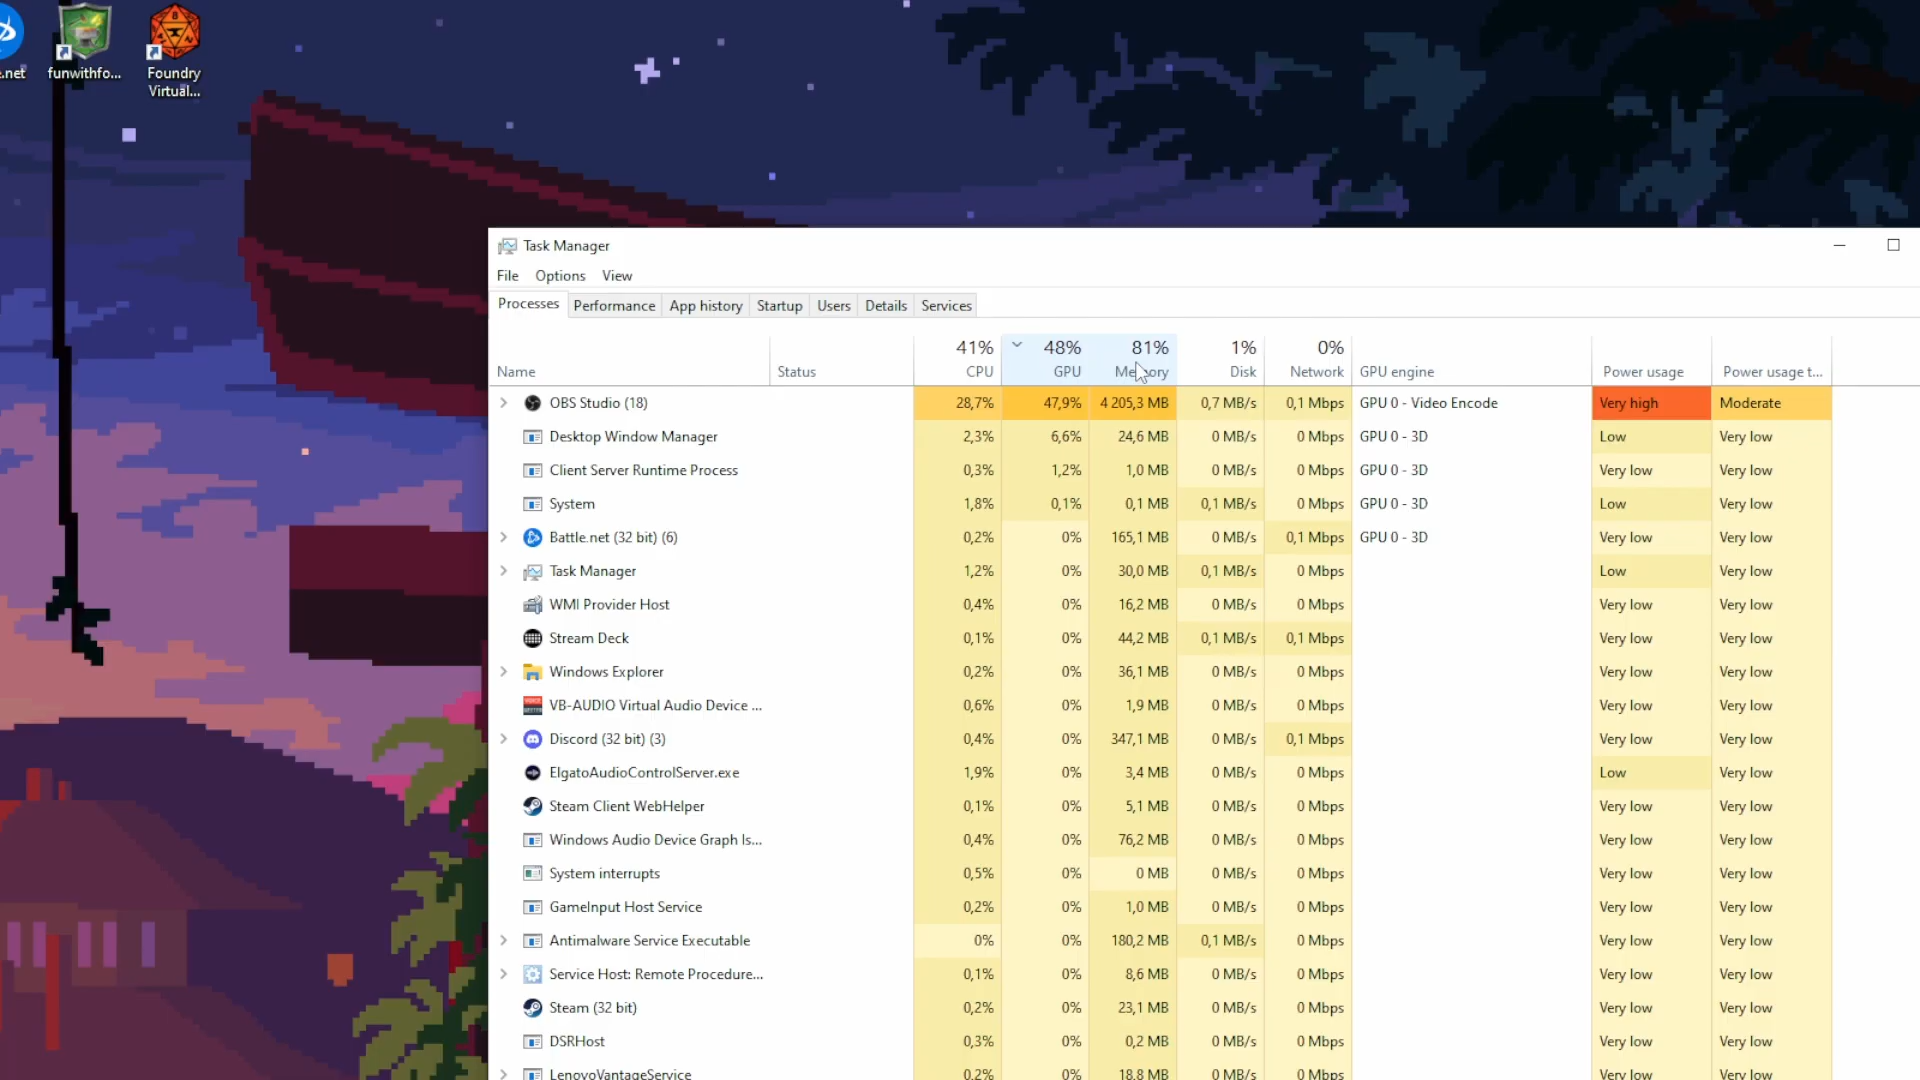 .net
funwithfo...
Foundry
Virtual...
Task Manager
File Options View
Processes Performance App history Startup Users Details Services
41% 48% 81% 1% 0%
Name Status CPU GPU Memory Disk Network GPU engine Power usage Power usage t...
OBS Studio (18) 28,7% 47,9% 4 205,3 MB 0,7 MB/s 0,1 Mbps GPU 0 - Video Encode Very high Moderate
Desktop Window Manager 2,3% 6,6% 24,6 MB 0 MB/s 0 Mbps GPU 0 - 3D Low Very low
Client Server Runtime Process 0,3% 1,2% 1,0 MB 0 MB/s 0 Mbps GPU 0 - 3D Very low Very low
System 1,8% 0,1% 0,1 MB 0,1 MB/s 0 Mbps GPU 0 - 3D Low Very low
Battle.net (32 bit) (6) 0,2% 0% 165,1 MB 0 MB/s 0,1 Mbps GPU 0 - 3D Very low Very low
Task Manager 1,2% 0% 30,0 MB 0,1 MB/s 0 Mbps Low Very low
WMI Provider Host 0,4% 0% 16,2 MB 0 MB/s 0 Mbps Very low Very low
Stream Deck 0,1% 0% 44,2 MB 0,1 MB/s 0,1 Mbps Very low Very low
Windows Explorer 0,2% 0% 36,1 MB 0 MB/s 0 Mbps Very low Very low
VB-AUDIO Virtual Audio Device ... 0,6% 0% 1,9 MB 0 MB/s 0 Mbps Very low Very low
Discord (32 bit) (3) 0,4% 0% 347,1 MB 0 MB/s 0,1 Mbps Very low Very low
ElgatoAudioControlServer.exe 1,9% 0% 3,4 MB 0 MB/s 0 Mbps Low Very low
Steam Client WebHelper 0,1% 0% 5,1 MB 0 MB/s 0 Mbps Very low Very low
Windows Audio Device Graph Is... 0,4% 0% 76,2 MB 0 MB/s 0 Mbps Very low Very low
System interrupts 0,5% 0% 0 MB 0 MB/s 0 Mbps Very low Very low
GameInput Host Service 0,2% 0% 1,0 MB 0 MB/s 0 Mbps Very low Very low
Antimalware Service Executable 0% 0% 180,2 MB 0,1 MB/s 0 Mbps Very low Very low
Service Host: Remote Procedure... 0,1% 0% 8,6 MB 0 MB/s 0 Mbps Very low Very low
Steam (32 bit) 0,2% 0% 23,1 MB 0 MB/s 0 Mbps Very low Very low
DSRHost 0,3% 0% 0,2 MB 0 MB/s 0 Mbps Very low Very low
LenovoVantageService 0,2% 0% 18,8 MB 0 MB/s 0 Mbps Very low Very low